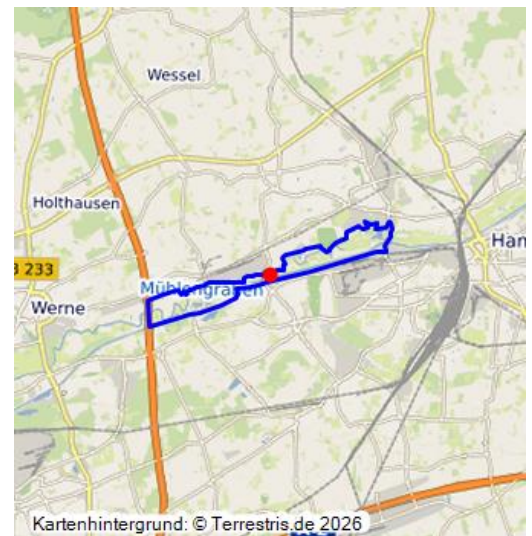 Wessel
Holthausen
B 233
Ham
Mühlengraben
Werne
Kartenhintergrund: © Terrestris.de 2026